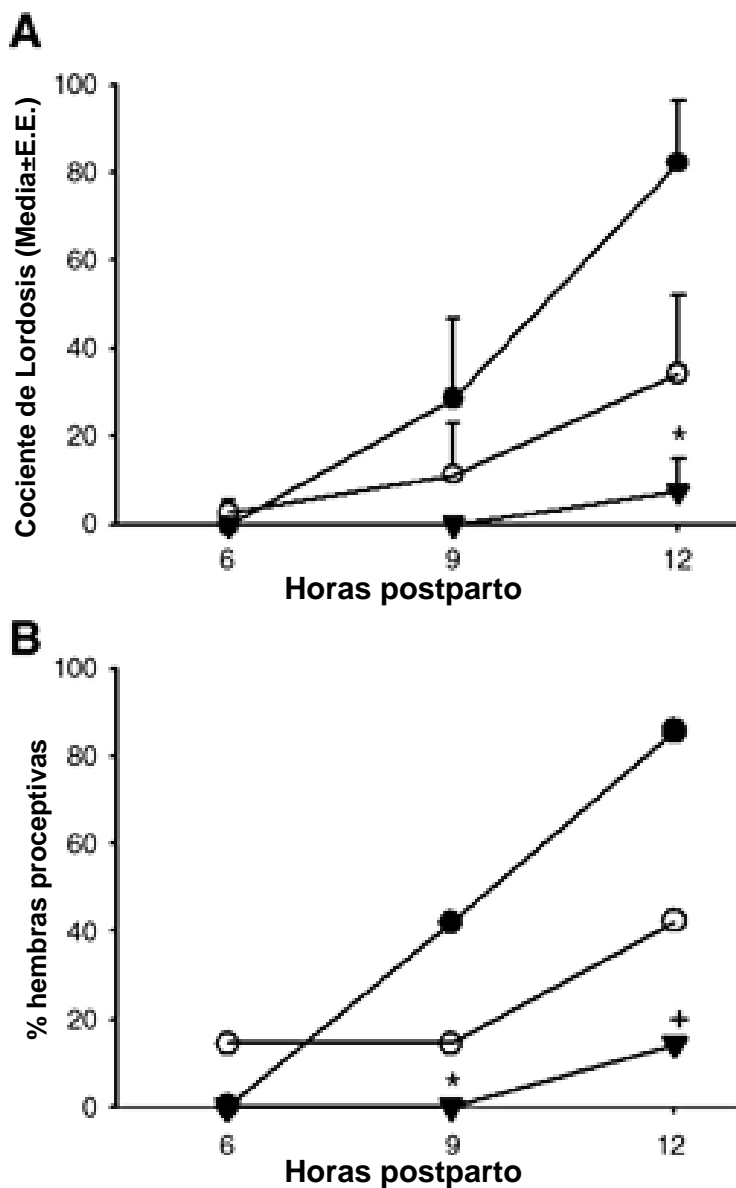 A
Cociente de Lordosis (Media±E.E.)
100
80
60
40
20
0
*
6 9 12
Horas postparto
B
% hembras proceptivas
100
80
60
40
20
0
* +
6 9 12
Horas postparto